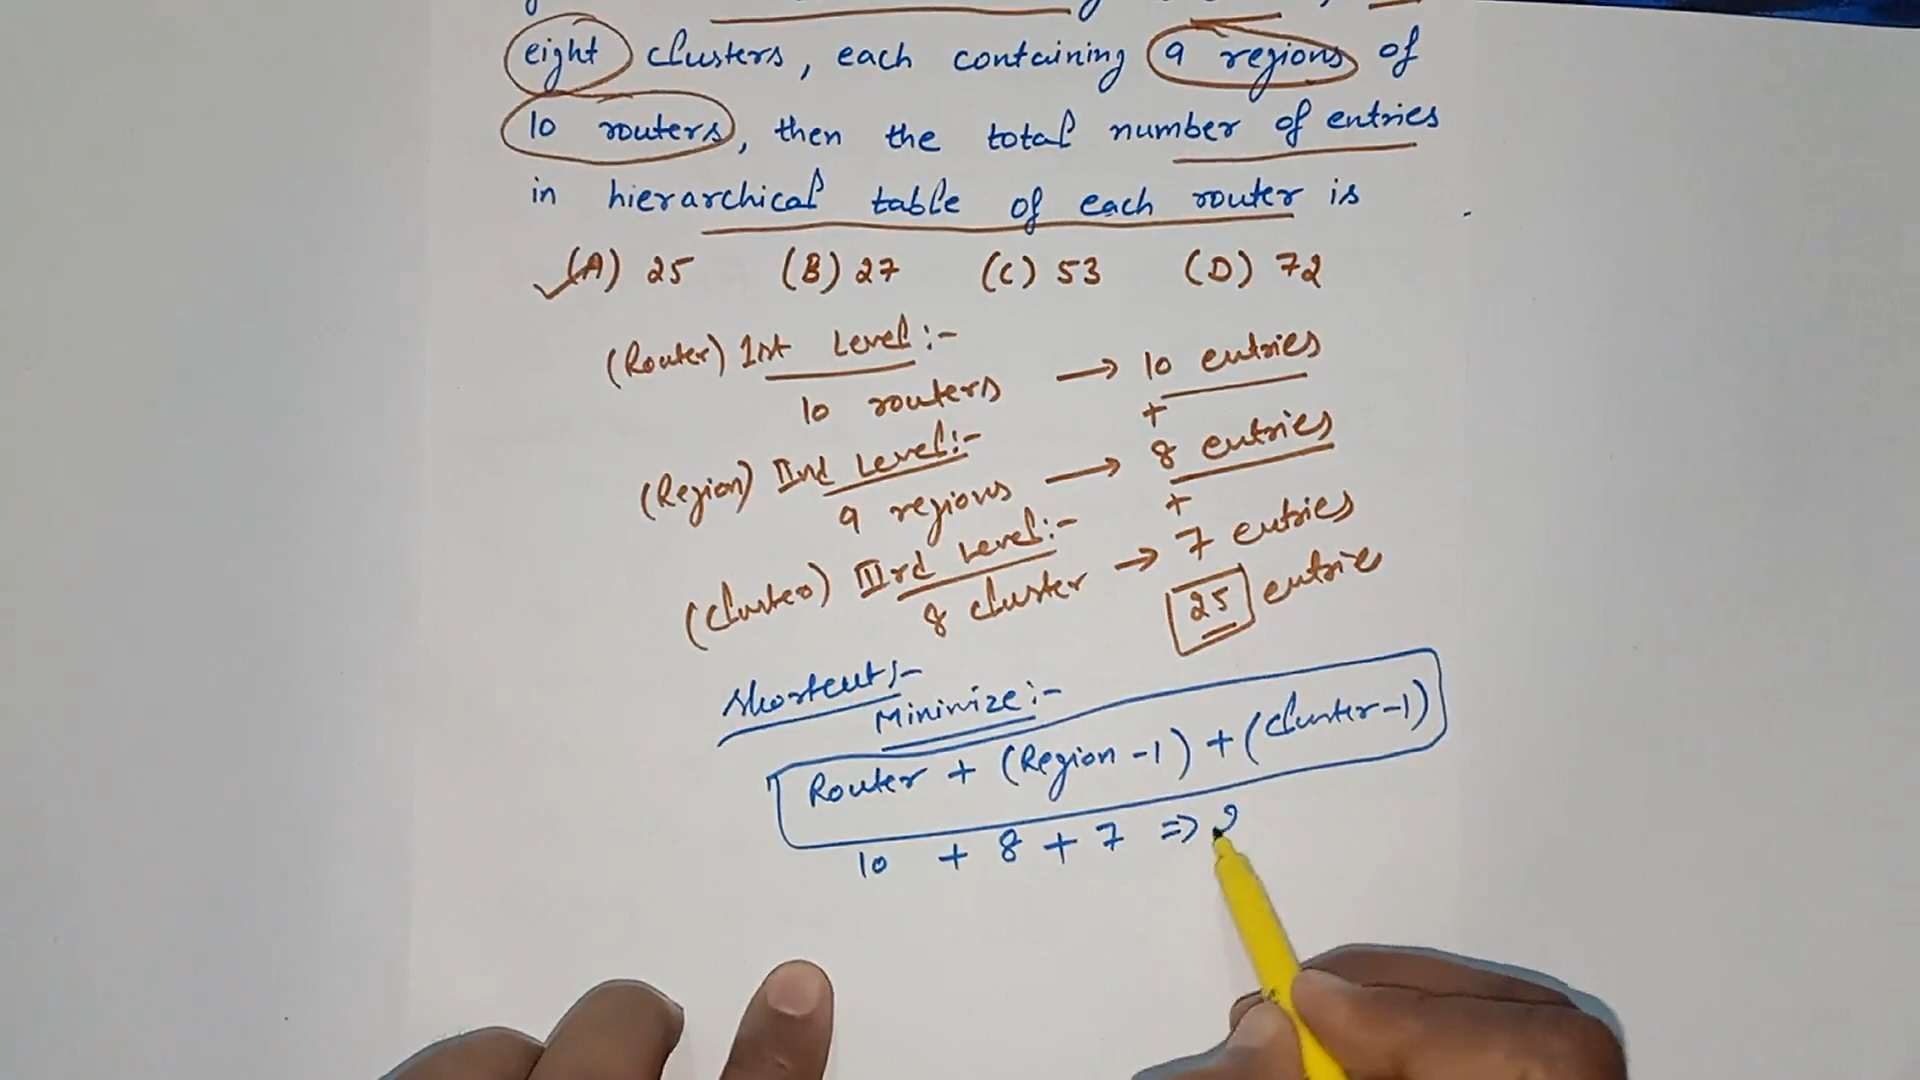 eight clusters, each containing 9 regions of
10 routers, then the total number of entries
in hierarchical table of each router is
(A) 25 (B) 27 (C) 53 (D) 72
(Router) Ist Level:-
10 routers → 10 entries
+
(Region) IInd Level:-
9 regions → 8 entries
+
(Cluster) IIIrd Level:-
8 cluster → 7 entries
25 entrie
Shortcut:-
Minimize:-
Router + (Region -1) + (Cluster-1)
10 + 8 + 7 ⇒